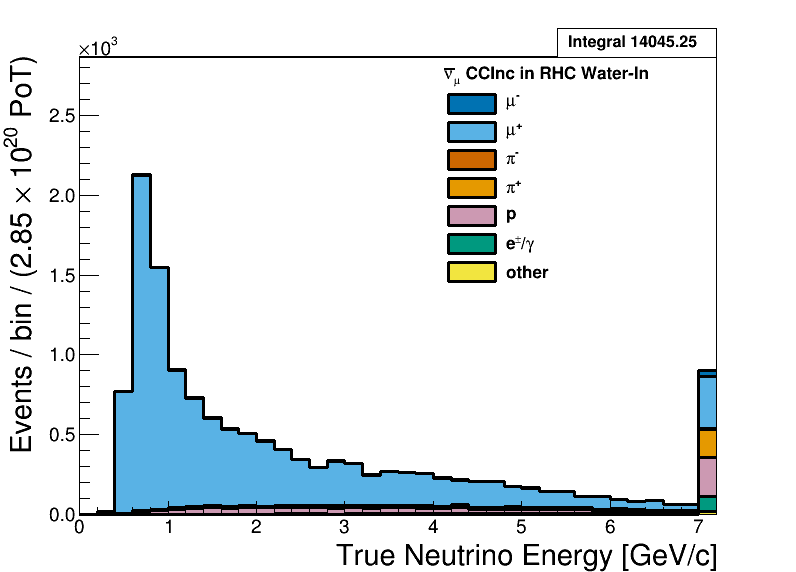 Integral 14045.25
×10³
ν̅μ CCInc in RHC Water-In
μ⁻
μ⁺
π⁻
π⁺
p
e±/γ
other
Events / bin / (2.85 × 10²⁰ PoT)
2.5
2.0
1.5
1.0
0.5
0.0
0 1 2 3 4 5 6 7
True Neutrino Energy [GeV/c]